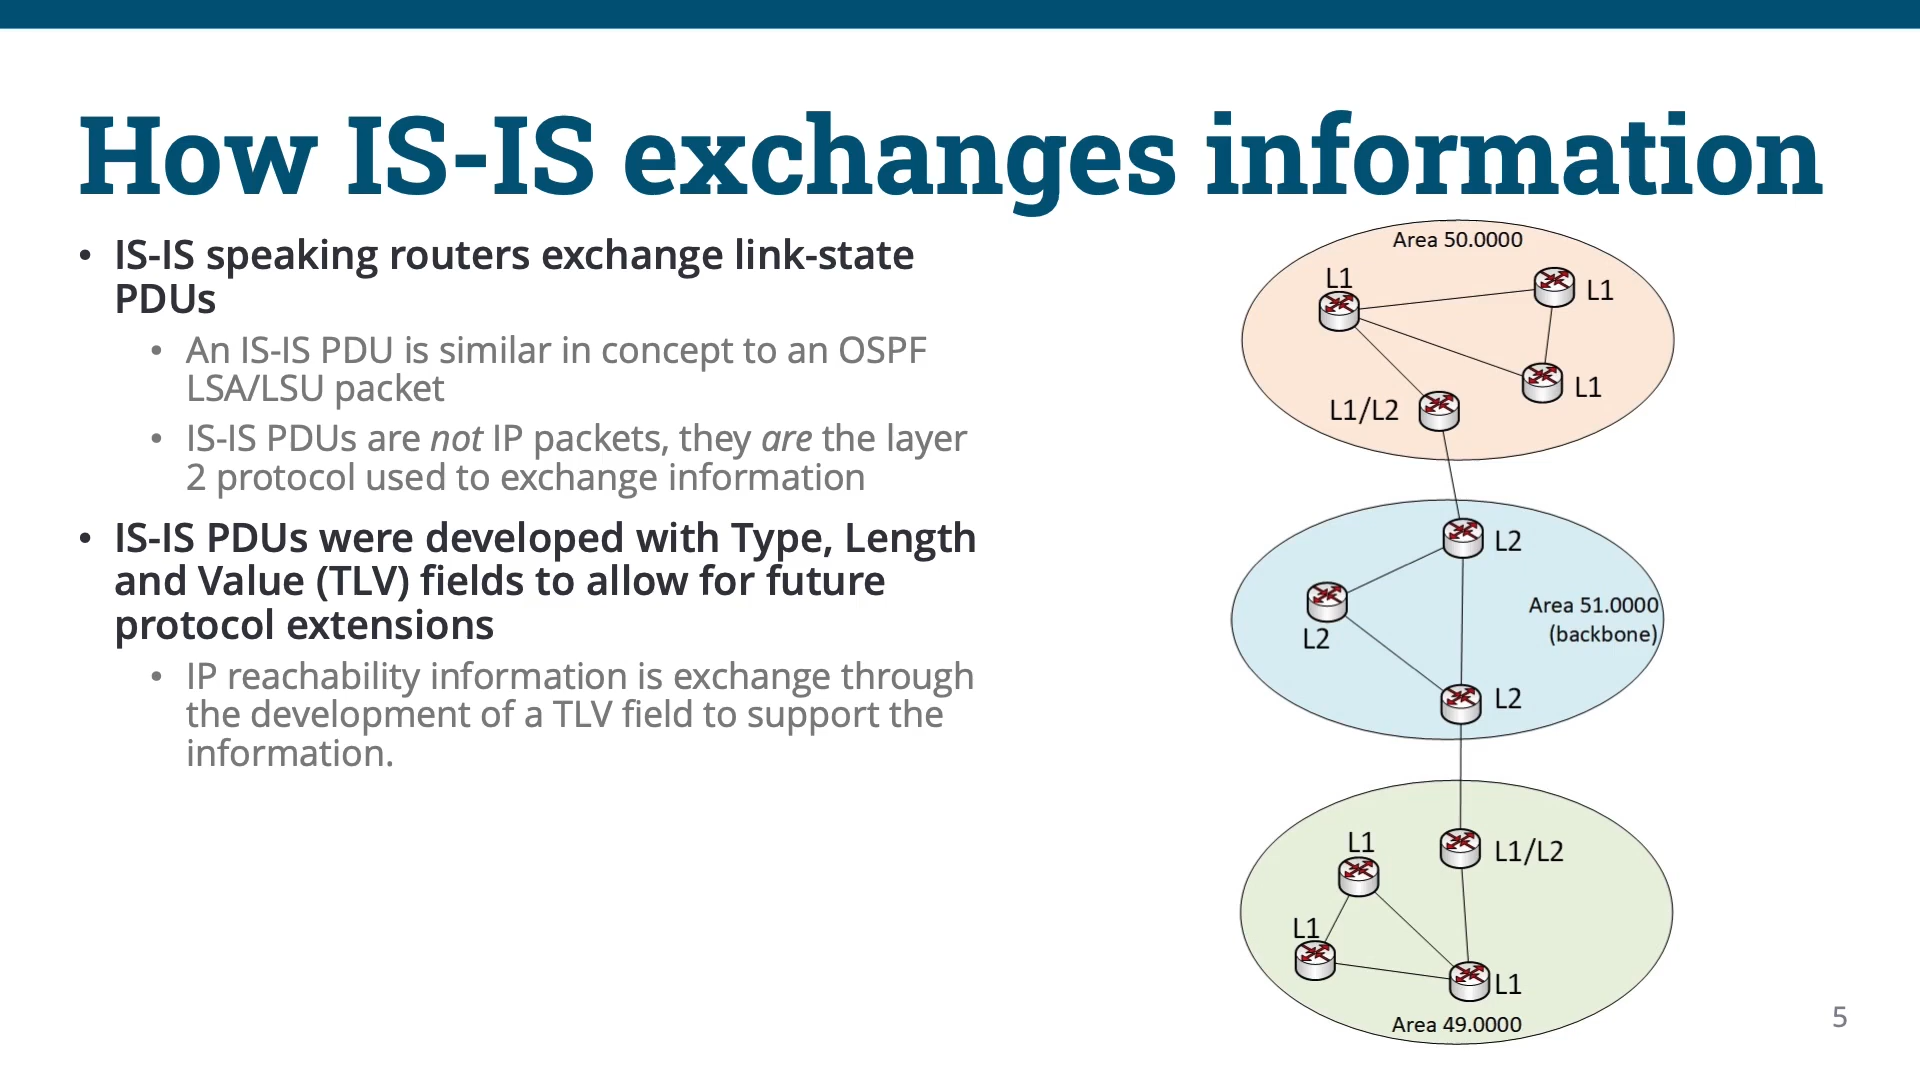 How IS-IS exchanges information
• IS-IS speaking routers exchange link-state
PDUs
• An IS-IS PDU is similar in concept to an OSPF
LSA/LSU packet
• IS-IS PDUs are not IP packets, they are the layer
2 protocol used to exchange information
• IS-IS PDUs were developed with Type, Length
and Value (TLV) fields to allow for future
protocol extensions
• IP reachability information is exchange through
the development of a TLV field to support the
information.
Area 50.0000
L1
L1
L1
L1/L2
L2
Area 51.0000
(backbone)
L2
L2
L1
L1/L2
L1
L1
Area 49.0000
5